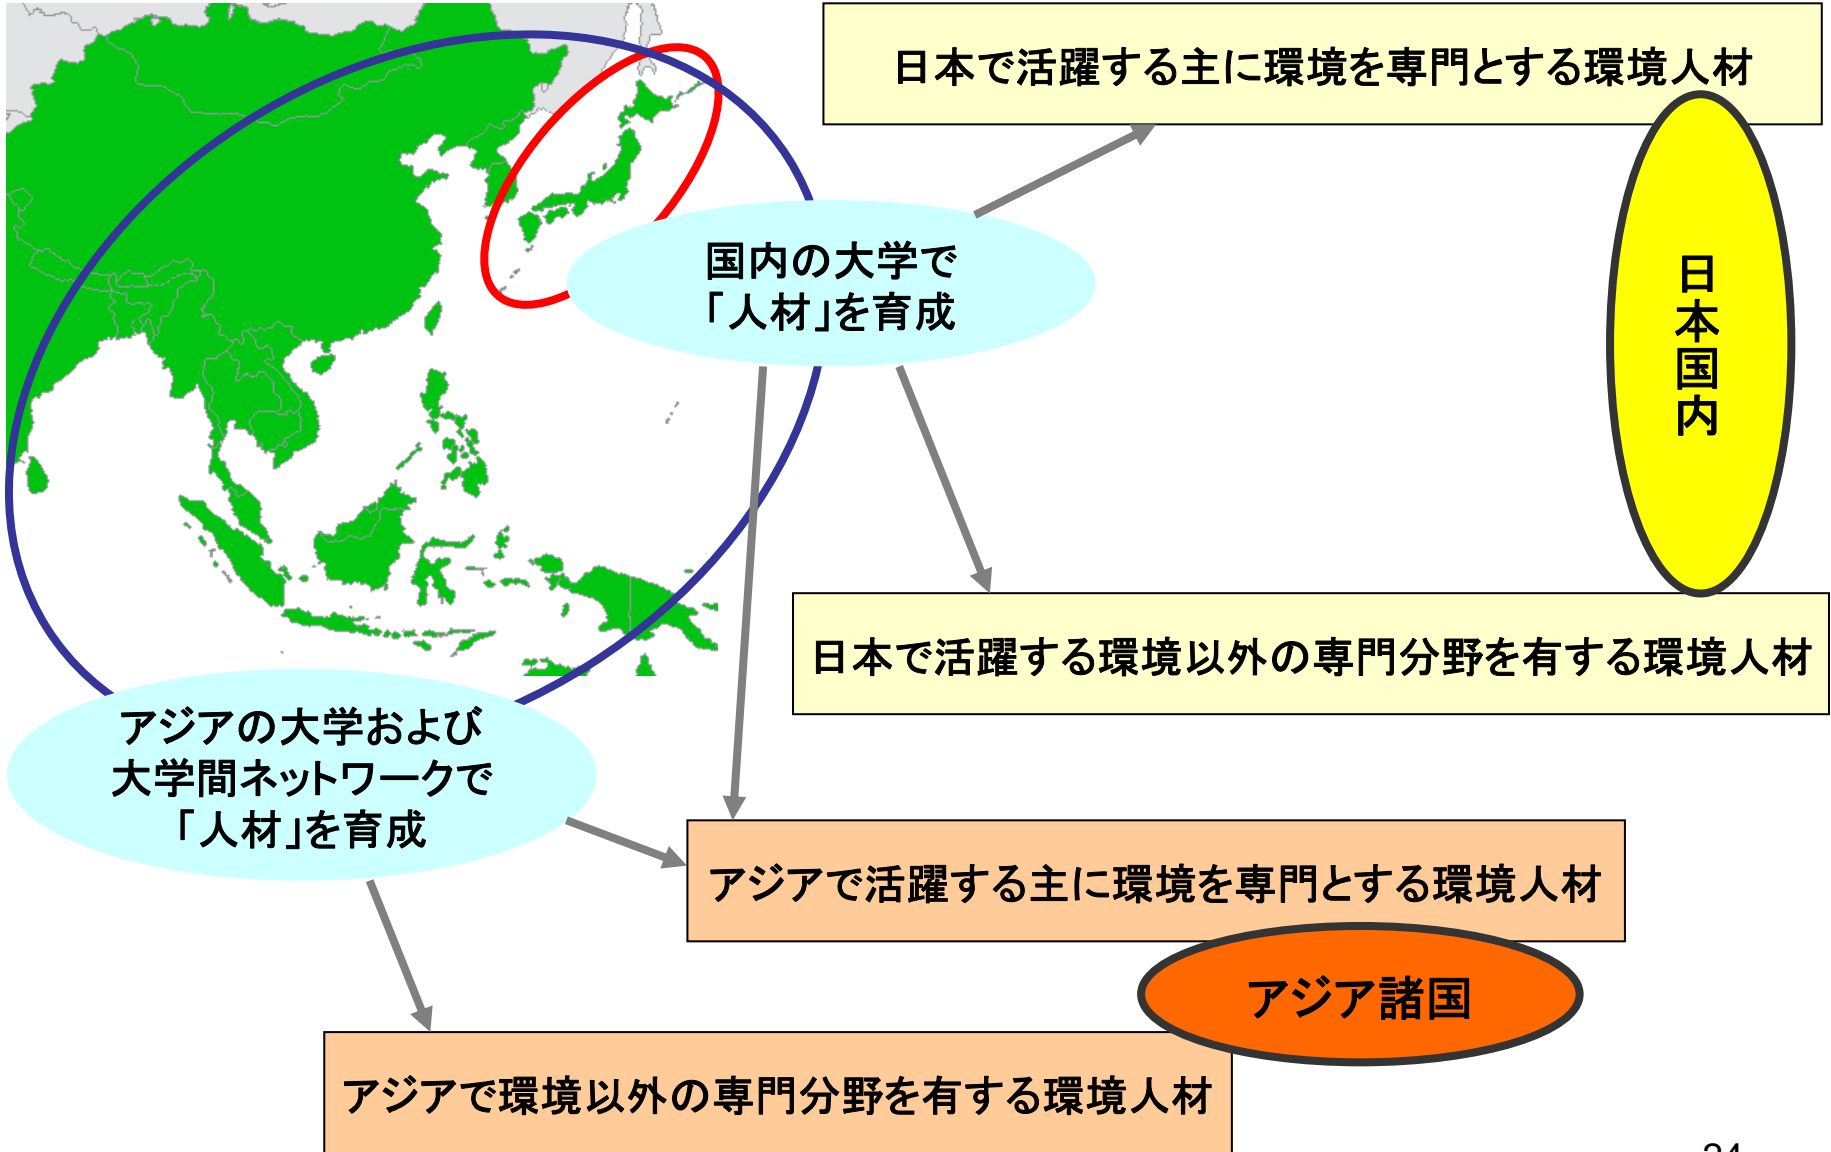 日本で活躍する主に環境を専門とする環境人材
国内の大学で
「人材」を育成
日本国内
日本で活躍する環境以外の専門分野を有する環境人材
アジアの大学および
大学間ネットワークで
「人材」を育成
アジアで活躍する主に環境を専門とする環境人材
アジア諸国
アジアで環境以外の専門分野を有する環境人材